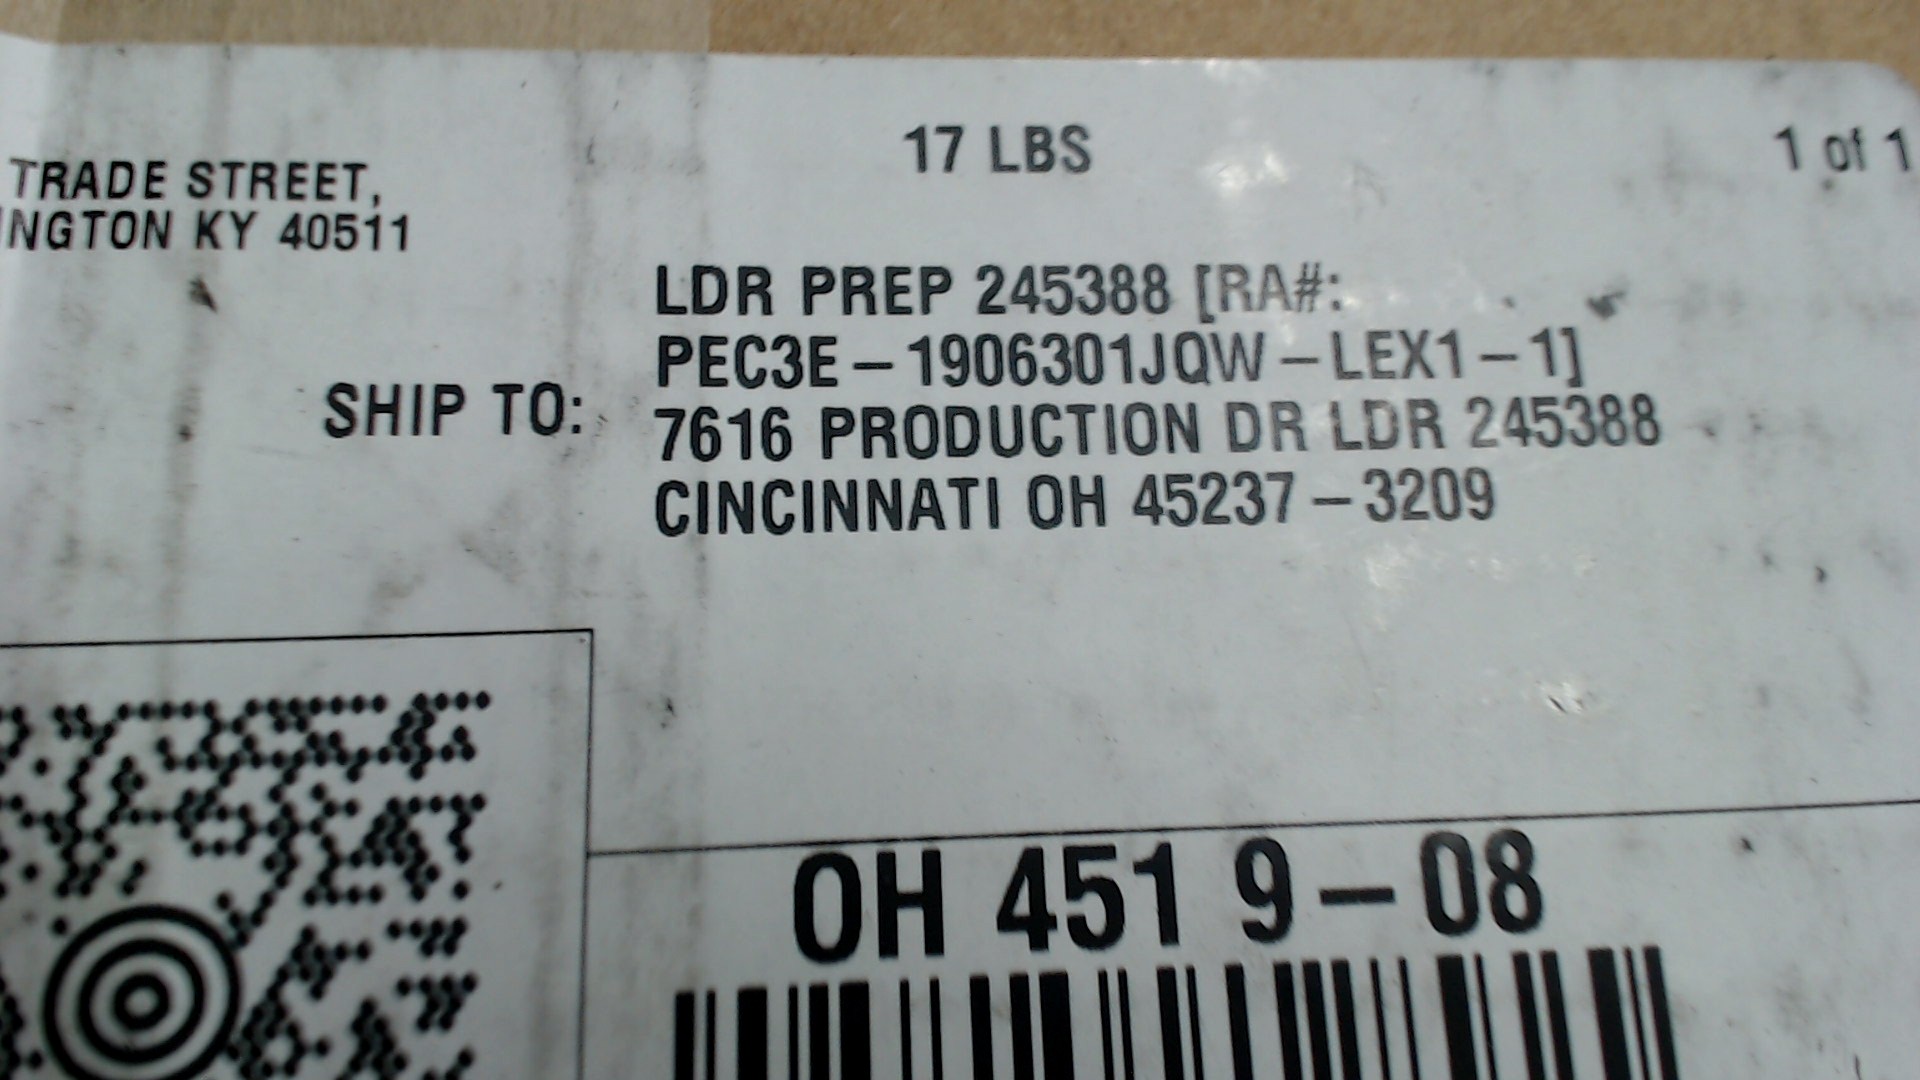 TRADE STREET,
INGTON KY 40511
17 LBS
1 of 1
SHIP TO:
LDR PREP 245388 [RA#:
PEC3E-1906301JQW-LEX1-1]
7616 PRODUCTION DR LDR 245388
CINCINNATI OH 45237-3209
OH 451 9-08